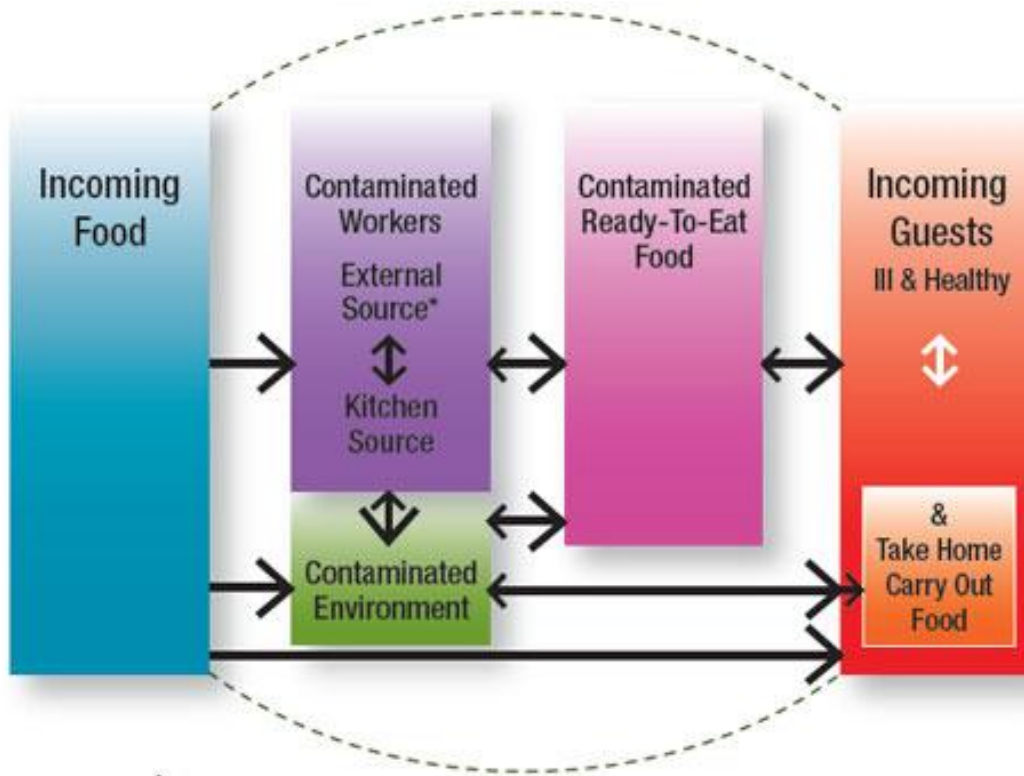 Incoming
Food
Contaminated
Workers
External
Source*
Kitchen
Source
Contaminated
Environment
Contaminated
Ready-To-Eat
Food
Incoming
Guests
Ill & Healthy
&
Take Home
Carry Out
Food